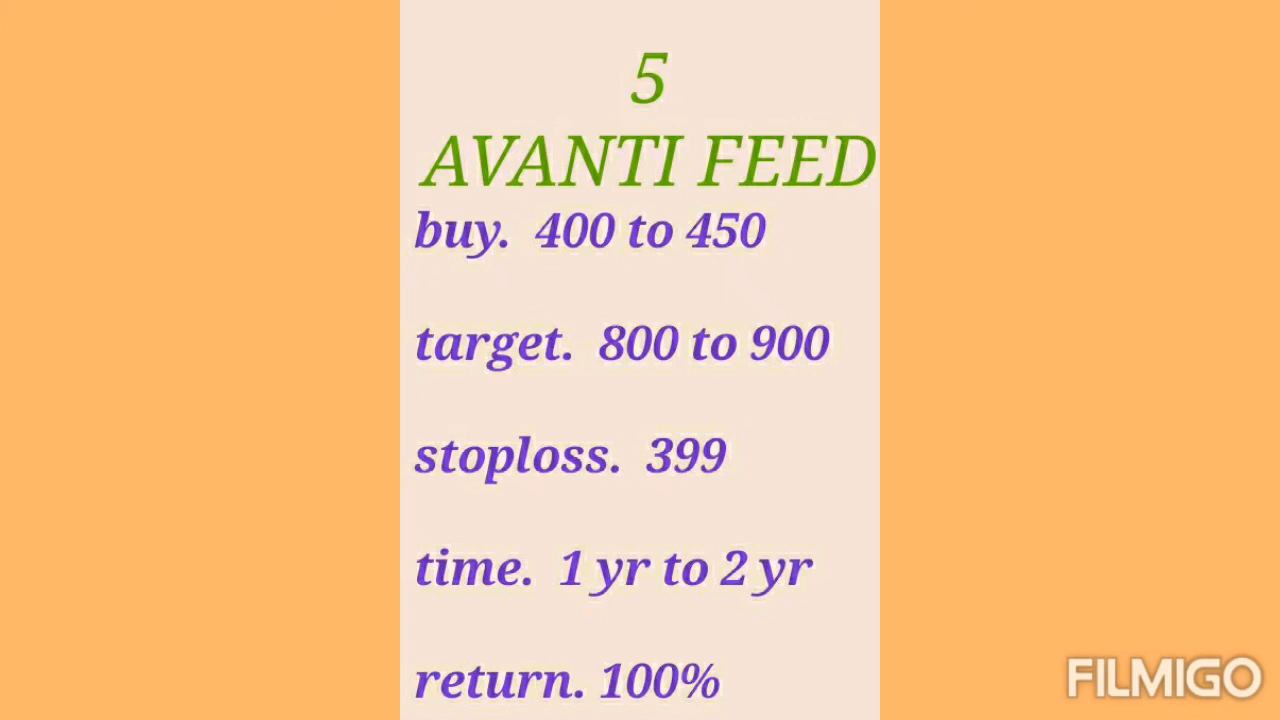 5
AVANTI FEED
buy. 400 to 450
target. 800 to 900
stoploss. 399
time. 1 yr to 2 yr
return. 100%
FILMIGO